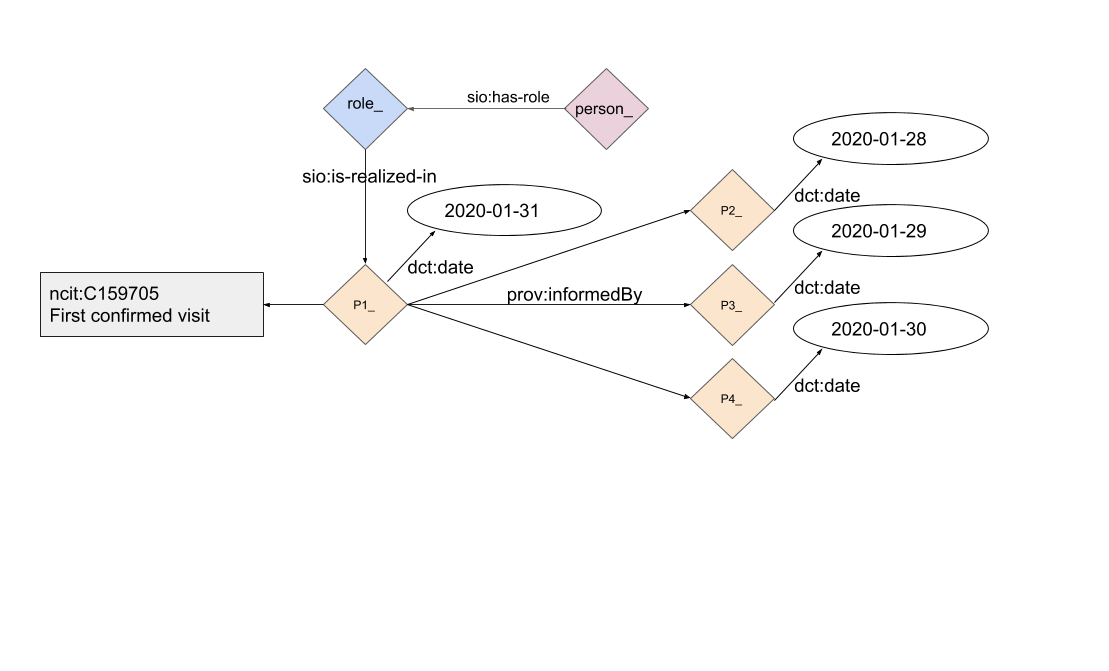 role_
sio:has-role
person_
2020-01-28
sio:is-realized-in
dct:date
2020-01-31
P2_
2020-01-29
dct:date
ncit:C159705
First confirmed visit
P1_
prov:informedBy
P3_
dct:date
2020-01-30
dct:date
P4_